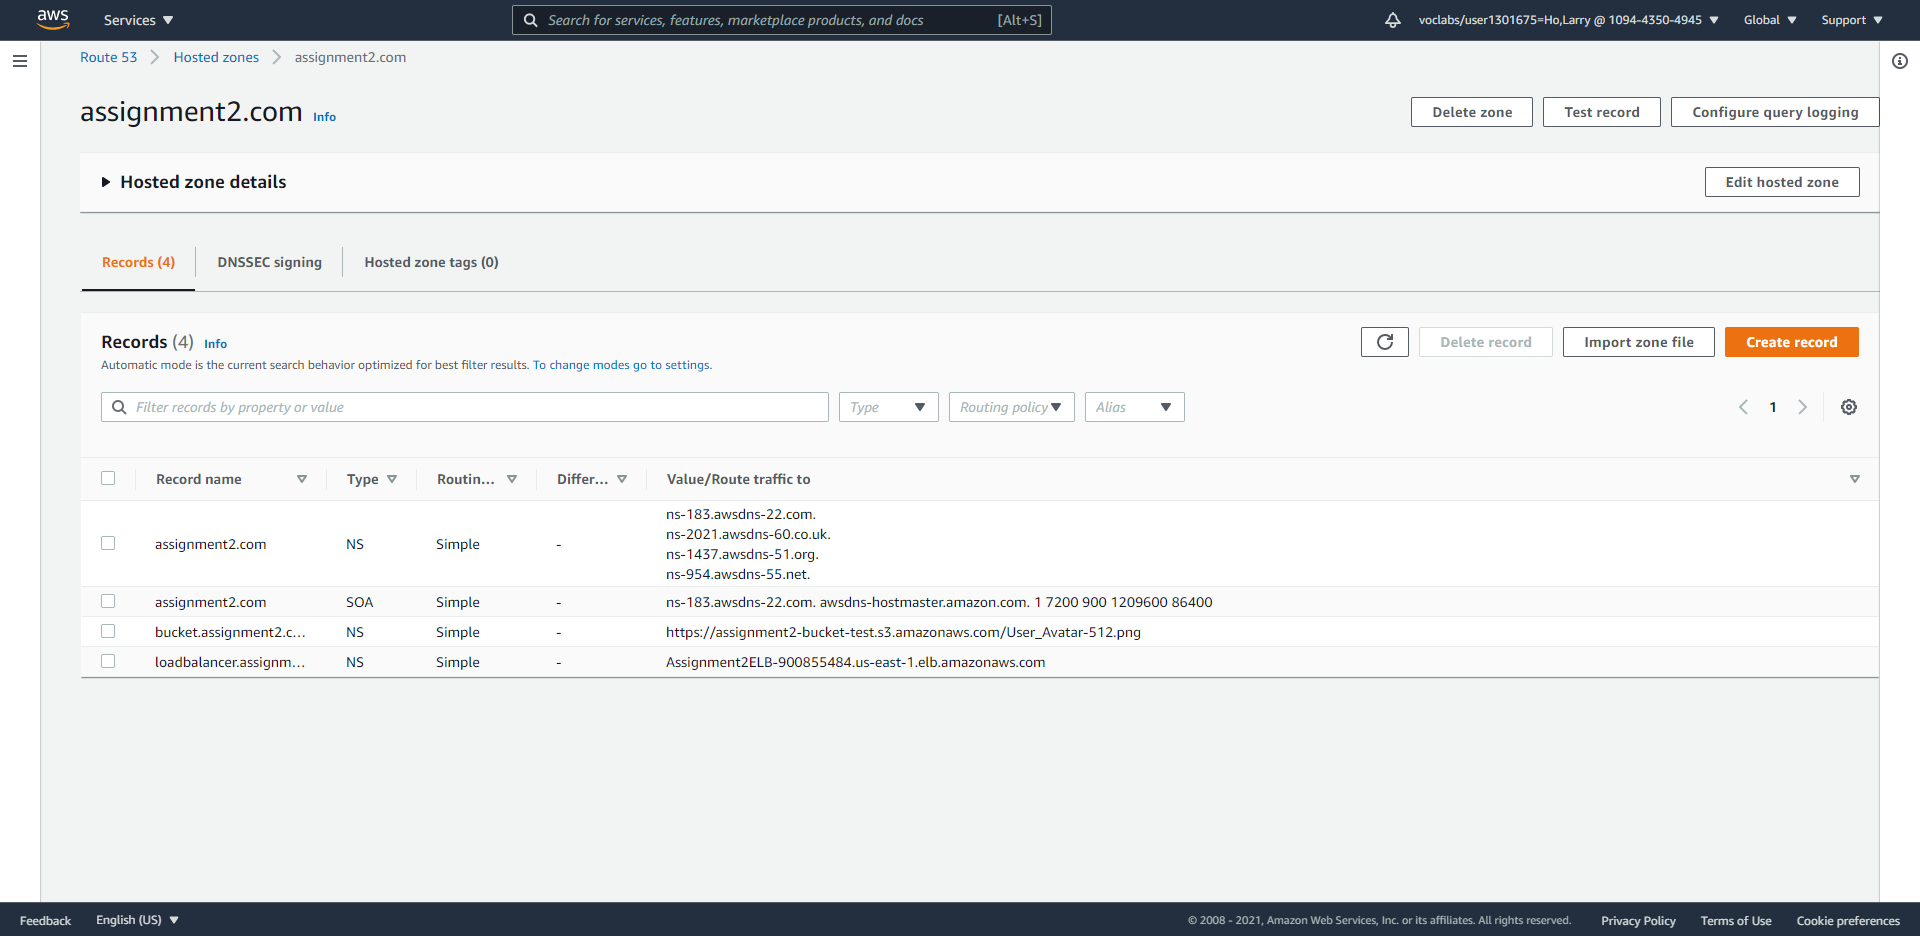 aws
Services
Search for services, features, marketplace products, and docs [Alt+S]
voclabs/user1301675=Ho,Larry @ 1094-4350-4945
Global
Support
Route 53 Hosted zones assignment2.com
assignment2.com Info
Delete zone
Test record
Configure query logging
Hosted zone details
Edit hosted zone
Records (4)
DNSSEC signing
Hosted zone tags (0)
Records (4) Info
Automatic mode is the current search behavior optimized for best filter results. To change modes go to settings.
Delete record
Import zone file
Create record
Filter records by property or value
Type
Routing policy
Alias
1
Record name Type Routin... Differ... Value/Route traffic to
assignment2.com NS Simple - ns-183.awsdns-22.com.
ns-2021.awsdns-60.co.uk.
ns-1437.awsdns-51.org.
ns-954.awsdns-55.net.
assignment2.com SOA Simple - ns-183.awsdns-22.com. awsdns-hostmaster.amazon.com. 1 7200 900 1209600 86400
bucket.assignment2.c... NS Simple - https://assignment2-bucket-test.s3.amazonaws.com/User_Avatar-512.png
loadbalancer.assignm... NS Simple - Assignment2ELB-900855484.us-east-1.elb.amazonaws.com
Feedback
English (US)
© 2008 - 2021, Amazon Web Services, Inc. or its affiliates. All rights reserved.
Privacy Policy
Terms of Use
Cookie preferences